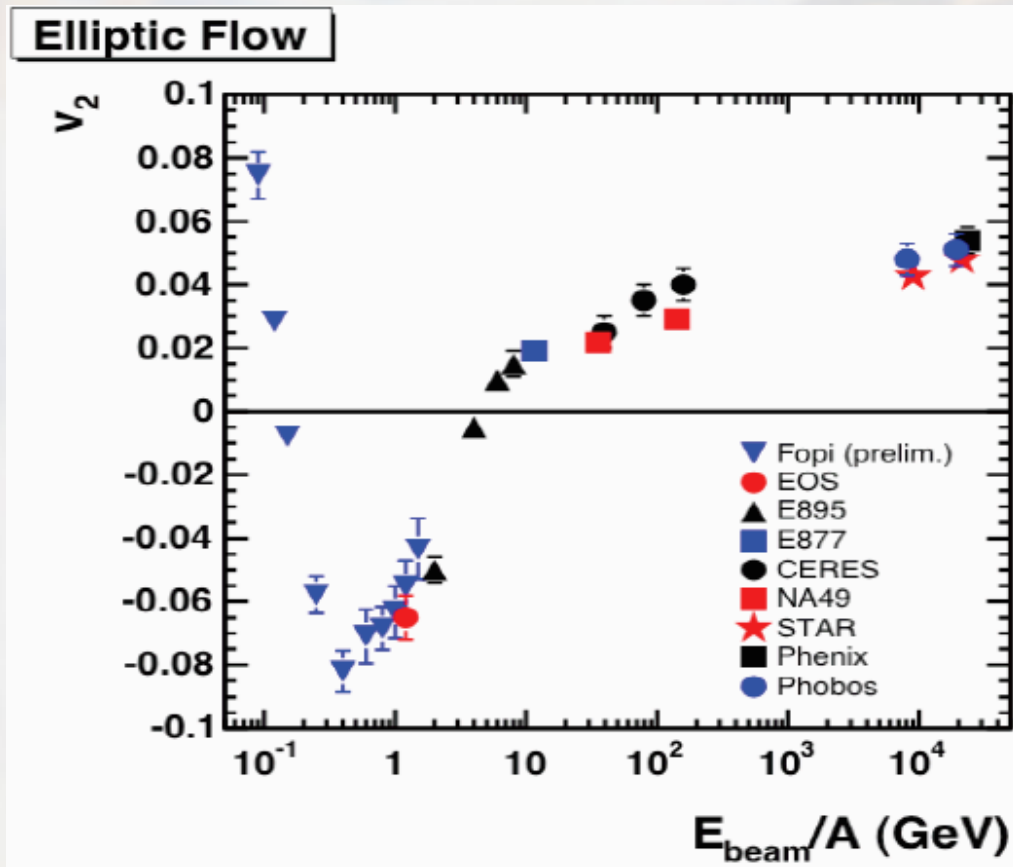 Elliptic Flow
v2
0.1
0.08
0.06
0.04
0.02
0
-0.02
-0.04
-0.06
-0.08
-0.1
Fopi (prelim.)
EOS
E895
E877
CERES
NA49
STAR
Phenix
Phobos
10-1 1 10 102 103 104
Ebeam/A (GeV)